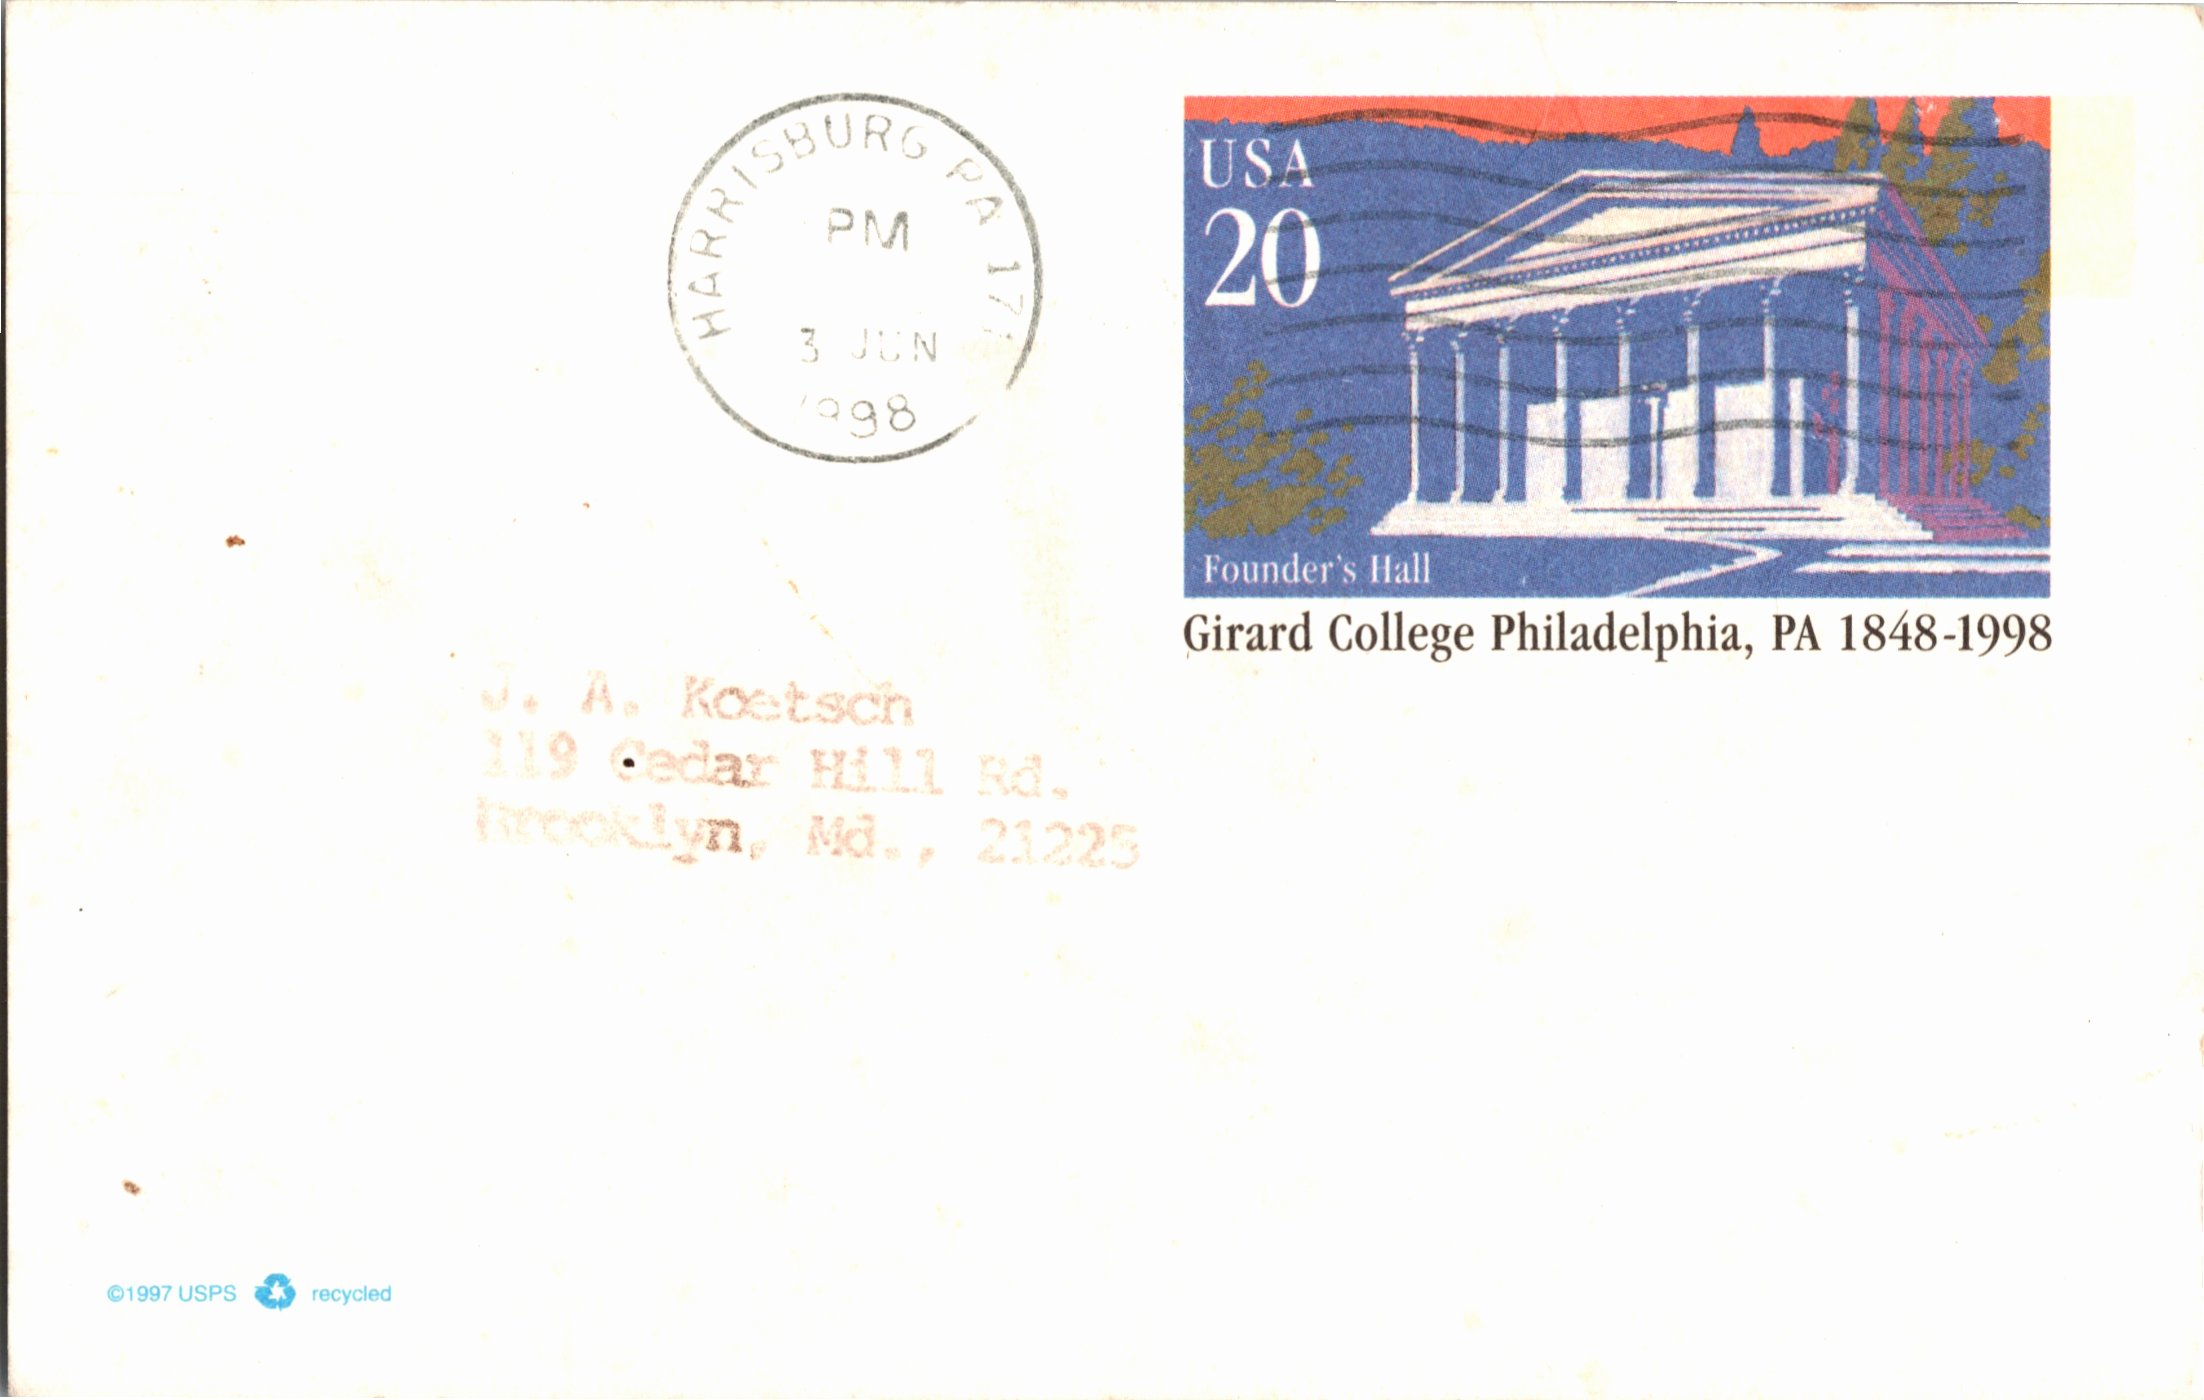 HARRISBURG PA 17
PM
3 JUN
1998
USA
20
Founder's Hall
Girard College Philadelphia, PA 1848-1998
J. A. Koetsch
119 Cedar Hill Rd.
Brooklyn, Md., 21225
©1997 USPS recycled